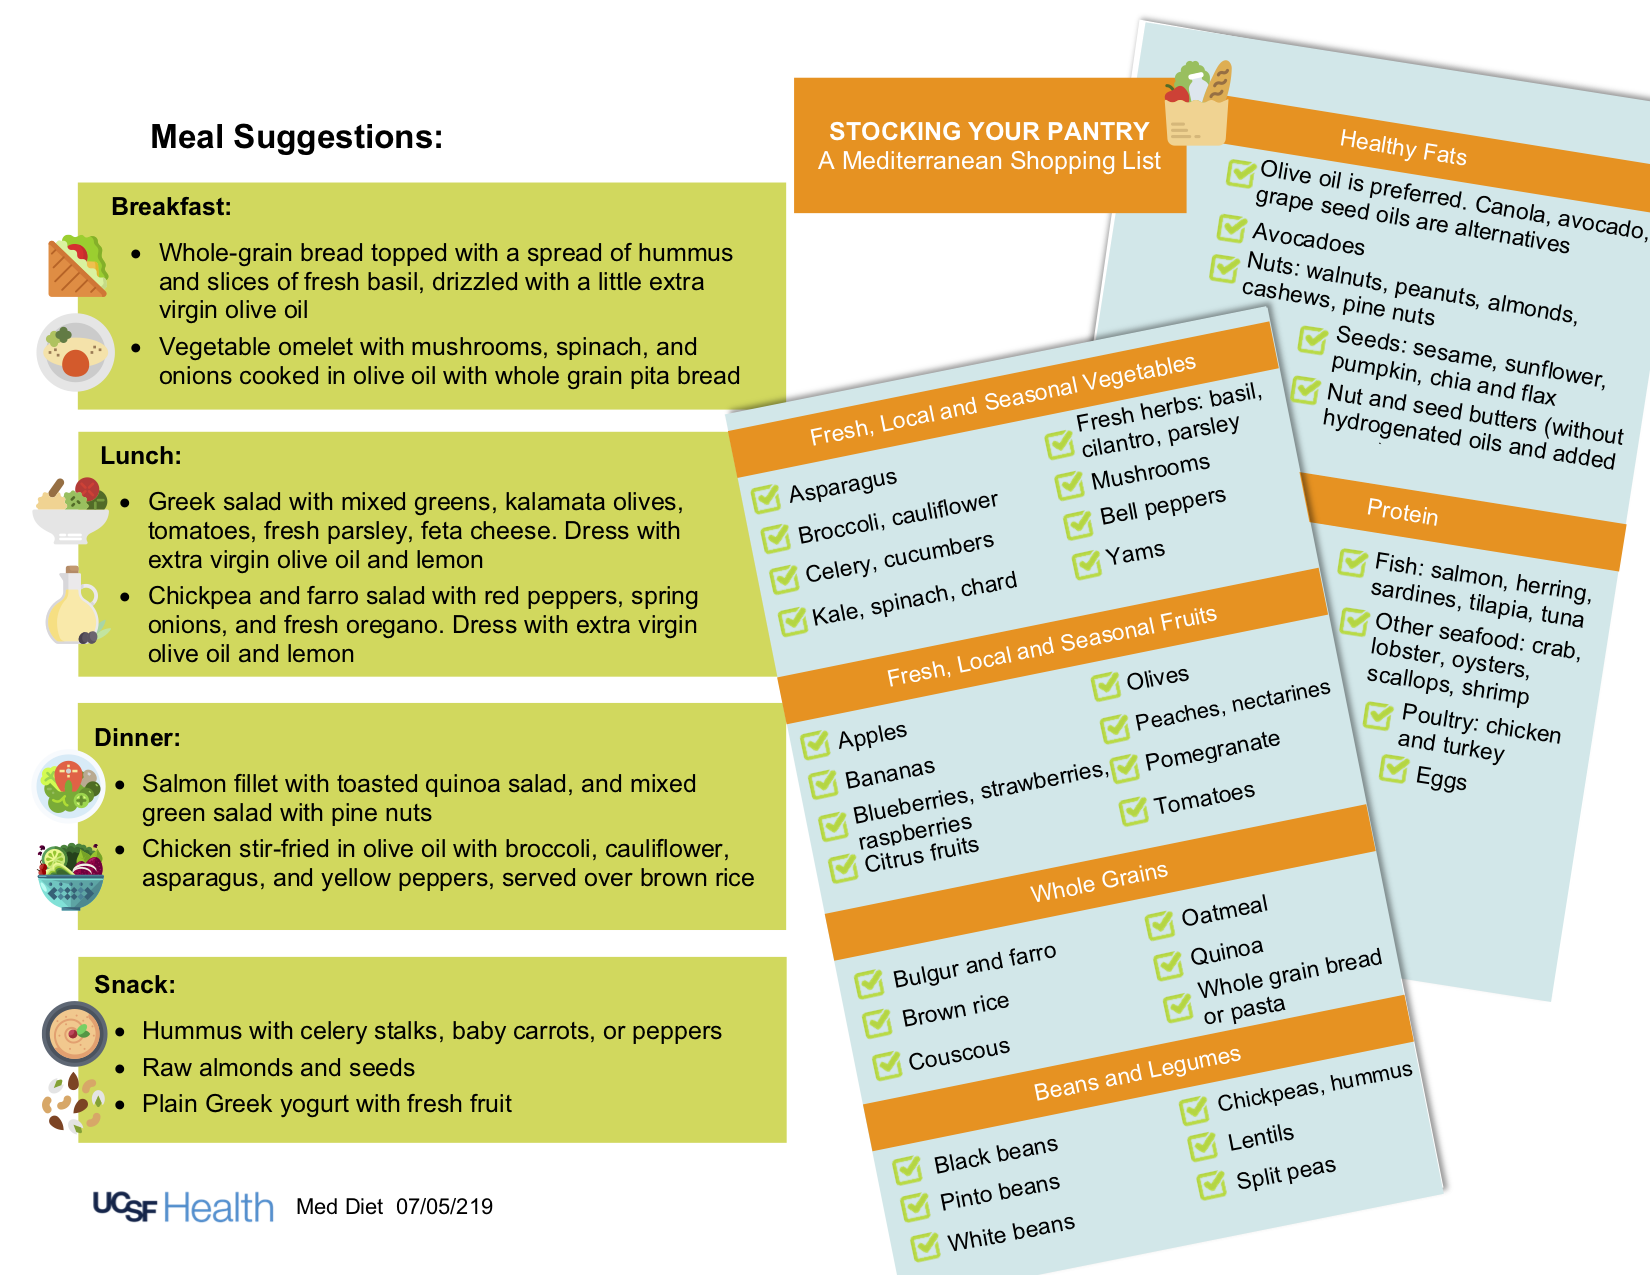 Meal Suggestions:
Breakfast:
• Whole-grain bread topped with a spread of hummus
and slices of fresh basil, drizzled with a little extra
virgin olive oil
• Vegetable omelet with mushrooms, spinach, and
onions cooked in olive oil with whole grain pita bread
Lunch:
• Greek salad with mixed greens, kalamata olives,
tomatoes, fresh parsley, feta cheese. Dress with
extra virgin olive oil and lemon
• Chickpea and farro salad with red peppers, spring
onions, and fresh oregano. Dress with extra virgin
olive oil and lemon
Dinner:
• Salmon fillet with toasted quinoa salad, and mixed
green salad with pine nuts
• Chicken stir-fried in olive oil with broccoli, cauliflower,
asparagus, and yellow peppers, served over brown rice
Snack:
• Hummus with celery stalks, baby carrots, or peppers
• Raw almonds and seeds
• Plain Greek yogurt with fresh fruit
UCSF Health
Med Diet 07/05/219
STOCKING YOUR PANTRY
A Mediterranean Shopping List
Fresh, Local and Seasonal Vegetables
Asparagus
Broccoli, cauliflower
Celery, cucumbers
Kale, spinach, chard
Fresh herbs: basil,
cilantro, parsley
Mushrooms
Bell peppers
Yams
Fresh, Local and Seasonal Fruits
Apples
Bananas
Blueberries, strawberries,
raspberries
Citrus fruits
Olives
Peaches, nectarines
Pomegranate
Tomatoes
Whole Grains
Bulgur and farro
Brown rice
Couscous
Oatmeal
Quinoa
Whole grain bread
or pasta
Beans and Legumes
Black beans
Pinto beans
White beans
Chickpeas, hummus
Lentils
Split peas
Healthy Fats
Olive oil is preferred. Canola, avocado,
grape seed oils are alternatives
Avocadoes
Nuts: walnuts, peanuts, almonds,
cashews, pine nuts
Seeds: sesame, sunflower,
pumpkin, chia and flax
Nut and seed butters (without
hydrogenated oils and added
Protein
Fish: salmon, herring,
sardines, tilapia, tuna
Other seafood: crab,
lobster, oysters,
scallops, shrimp
Poultry: chicken
and turkey
Eggs